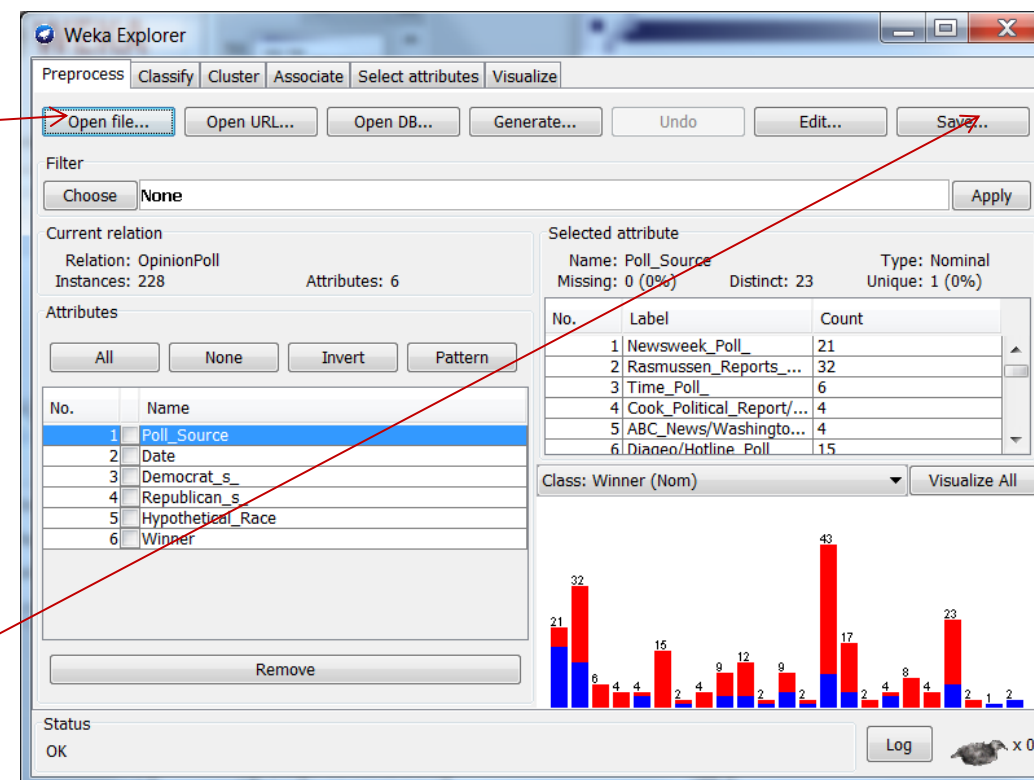 Weka Explorer
Preprocess Classify Cluster Associate Select attributes Visualize
Open file... Open URL... Open DB... Generate... Undo Edit... Save...
Filter
Choose None Apply
Current relation
Relation: OpinionPoll
Instances: 228 Attributes: 6
Attributes
All None Invert Pattern
No. Name
1 Poll_Source
2 Date
3 Democrat_s_
4 Republican_s_
5 Hypothetical_Race
6 Winner
Remove
Selected attribute
Name: Poll_Source Type: Nominal
Missing: 0 (0%) Distinct: 23 Unique: 1 (0%)
No. Label Count
1 Newsweek_Poll_ 21
2 Rasmussen_Reports_... 32
3 Time_Poll_ 6
4 Cook_Political_Report/... 4
5 ABC_News/Washingto... 4
6 Diageo/Hotline_Poll 15
Class: Winner (Nom) Visualize All
21 32 6 4 4 15 2 4 9 12 2 9 2 43 17 2 4 8 4 23 2 1 2
Status
OK
Log x 0